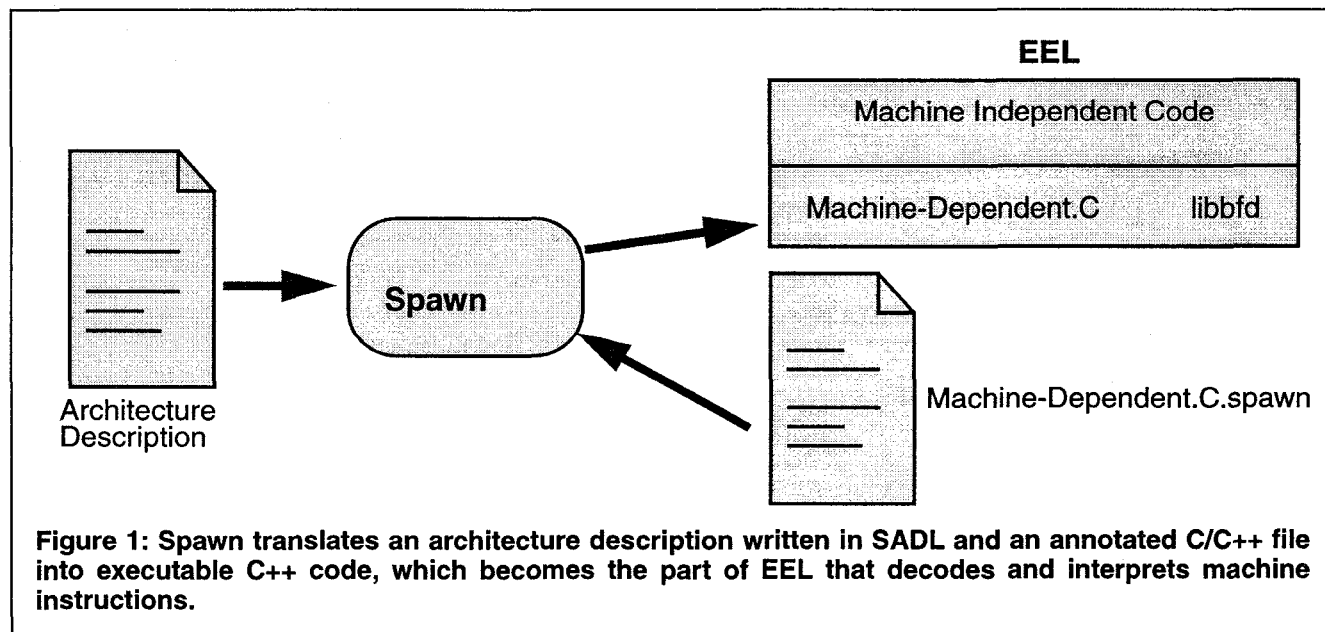 EEL
Machine Independent Code
Machine-Dependent.C libbfd
Spawn
Architecture
Description
Machine-Dependent.C.spawn
Figure 1: Spawn translates an architecture description written in SADL and an annotated C/C++ file
into executable C++ code, which becomes the part of EEL that decodes and interprets machine
instructions.